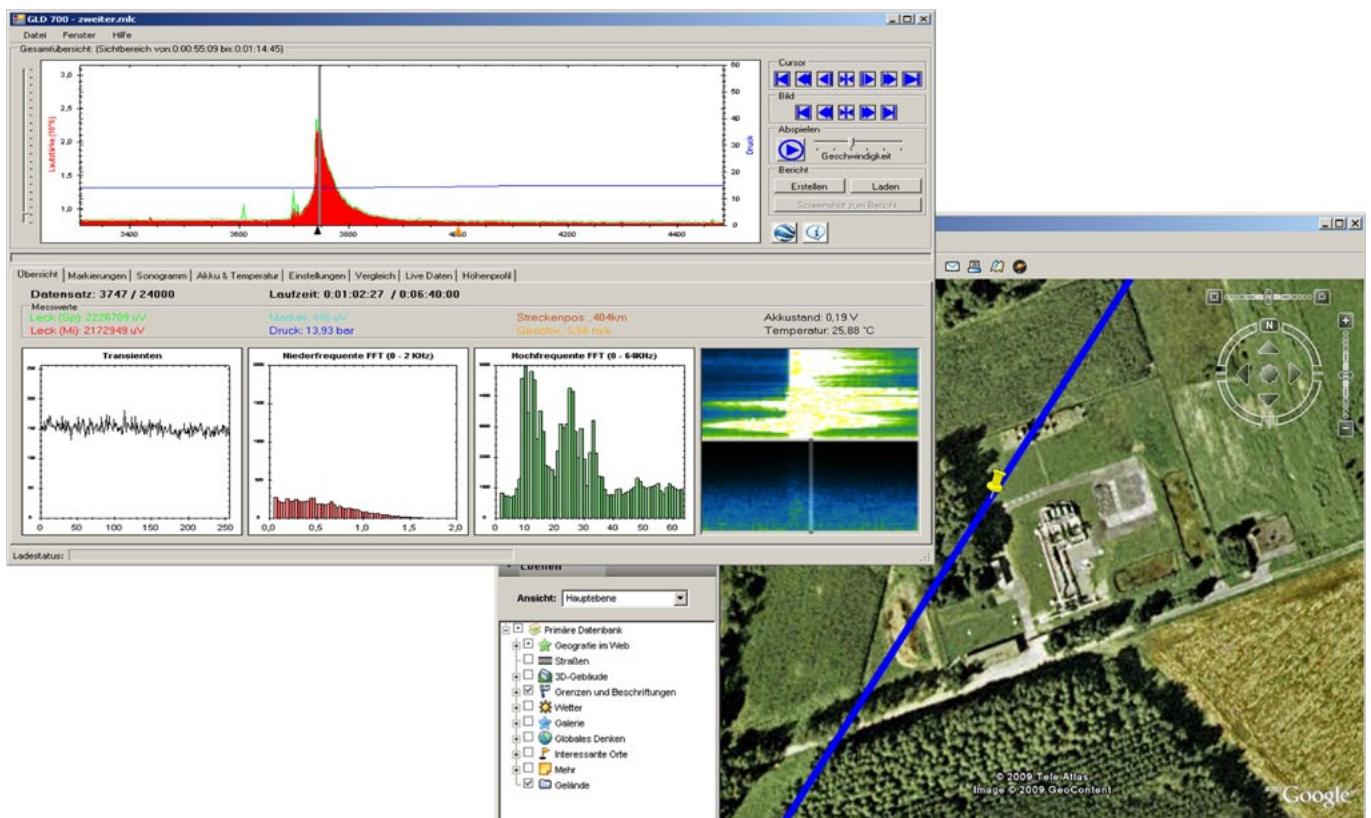 GLD 700 - zweiter.mlc
Datei Fenster Hilfe
Gesamtübersicht: (Sichtbereich von:0:00:55:09 bis:0:01:14:45)
3,0
2,5
2,0
1,5
1,0
Lautstärke (10^6)
60
45
30
15
0
Druck
3400 3600 3800 4000 4200 4400
Cursor
Bild
Abspielen
Geschwindigkeit
Bericht
Erstellen Laden
Screenshot zum Bericht
Übersicht Markierungen Sonogramm Akku & Temperatur Einstellungen Vergleich Live Daten Höhenprofil
Datensatz: 3747 / 24000 Laufzeit: 0:01:02:27 / 0:06:40:00
Messwerte
Leck (Sp): 2226709 uV Marker: 446 uV Streckenpos: ,404km Akkustand: 0,19 V
Leck (Mi): 2172949 uV Druck: 13,93 bar Geschw.: 0,56 m/s Temperatur: 25,88 °C
Transienten
0 50 100 150 200 250
Niederfrequente FFT (0 - 2 KHz)
0,0 0,5 1,0 1,5 2,0
Hochfrequente FFT (0 - 64KHz)
0 10 20 30 40 50 60
Ladestatus:
Ebenen
Ansicht: Hauptebene
Primäre Datenbank
Geografie im Web
Straßen
3D-Gebäude
Grenzen und Beschriftungen
Wetter
Galerie
Globales Denken
Interessante Orte
Mehr
Gelände
N
© 2009 Tele Atlas
Image © 2009 GeoContent
Google